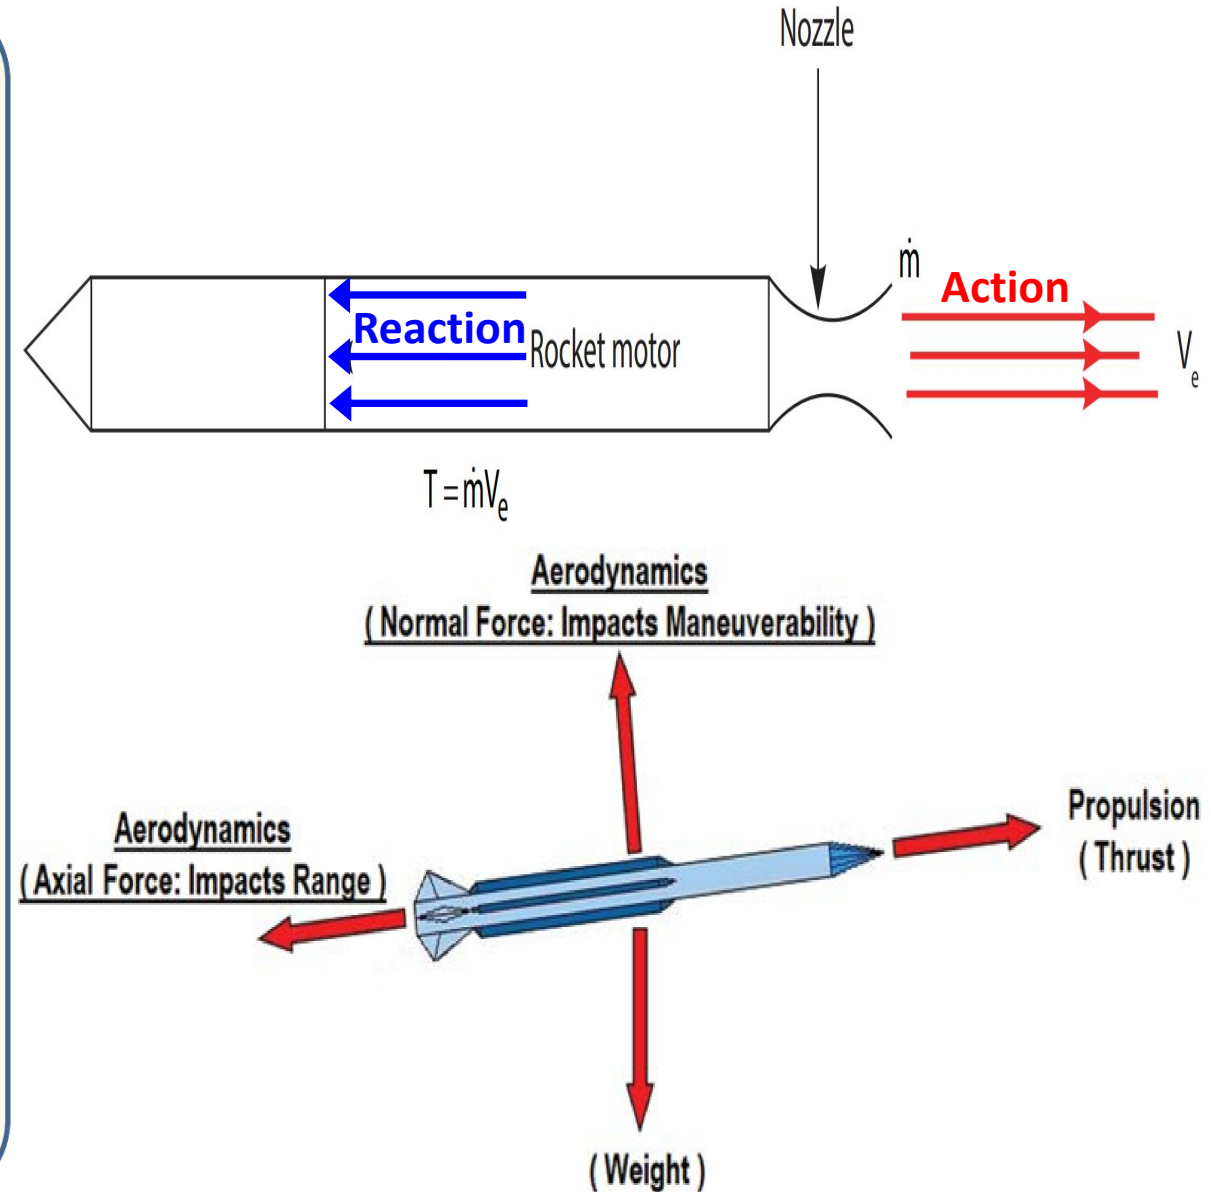 Nozzle
ṁ
Action
Reaction
Rocket motor
Vₑ
T = ṁVₑ
Aerodynamics
( Normal Force: Impacts Maneuverability )
Propulsion
( Thrust )
Aerodynamics
( Axial Force: Impacts Range )
( Weight )